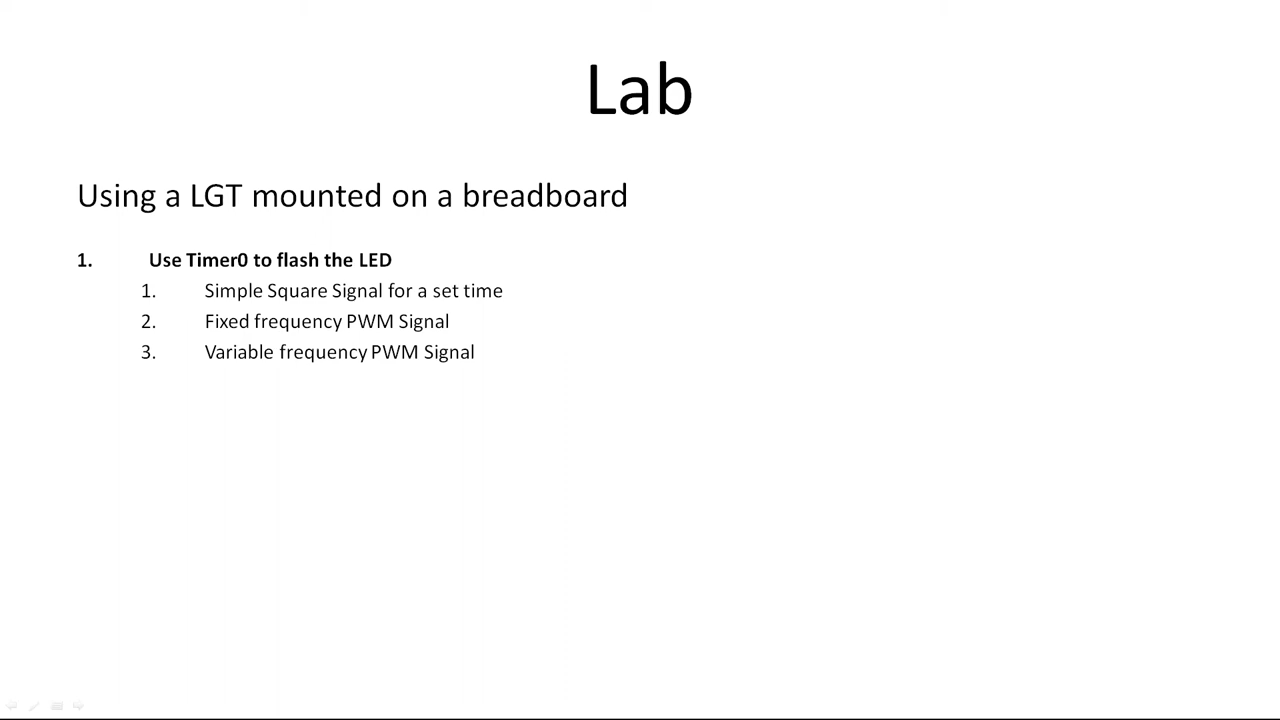 Lab
Using a LGT mounted on a breadboard
1. Use Timer0 to flash the LED
1. Simple Square Signal for a set time
2. Fixed frequency PWM Signal
3. Variable frequency PWM Signal